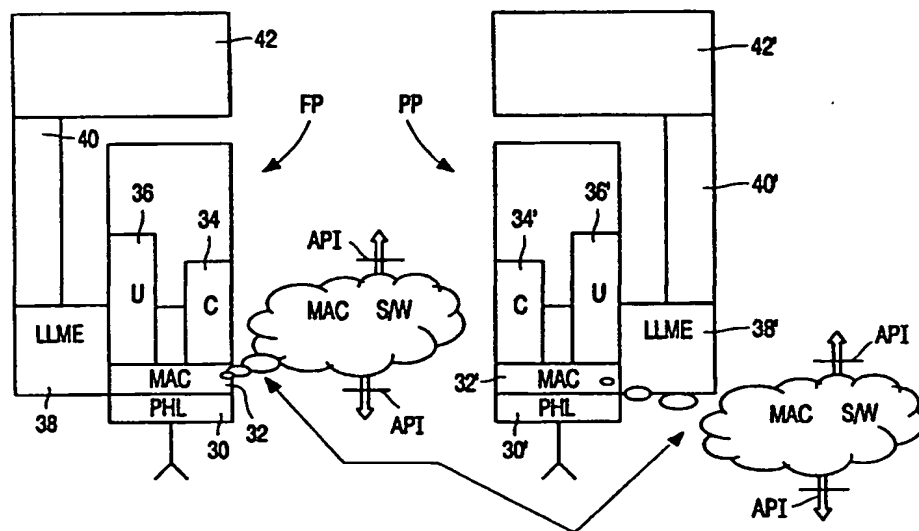 42
FP
PP
42'
40
40'
36
34
34'
36'
API
U
C
MAC S/W
C
U
LLME
LLME
38'
API
MAC
32'
MAC
PHL
PHL
MAC S/W
38
30
32
API
30'
API